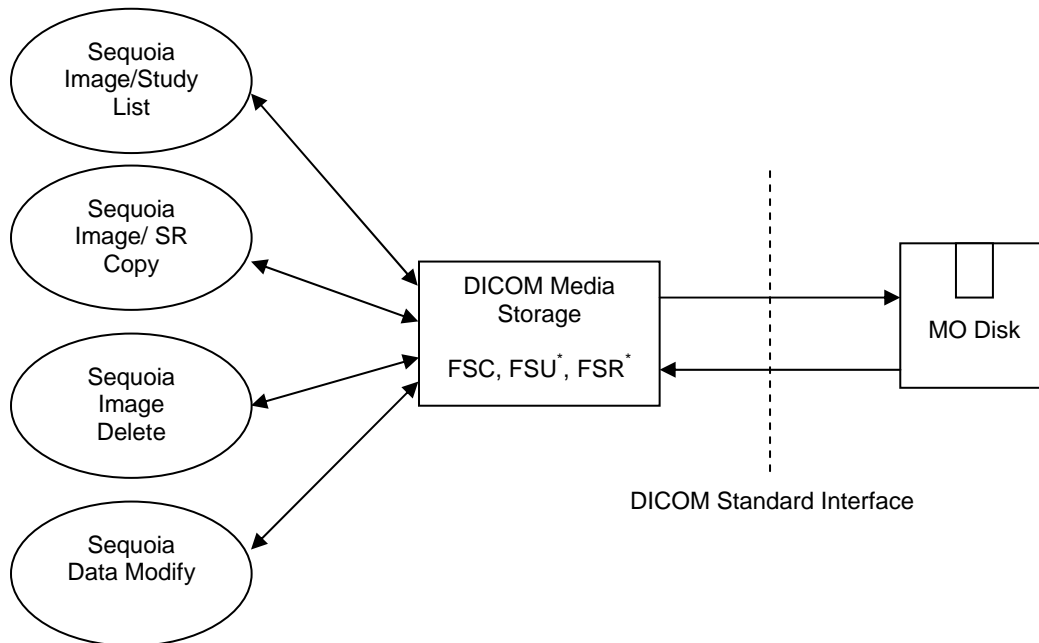 Sequoia
Image/Study
List
Sequoia
Image/ SR
Copy
Sequoia
Image
Delete
Sequoia
Data Modify
DICOM Media
Storage
FSC, FSU*, FSR*
MO Disk
DICOM Standard Interface